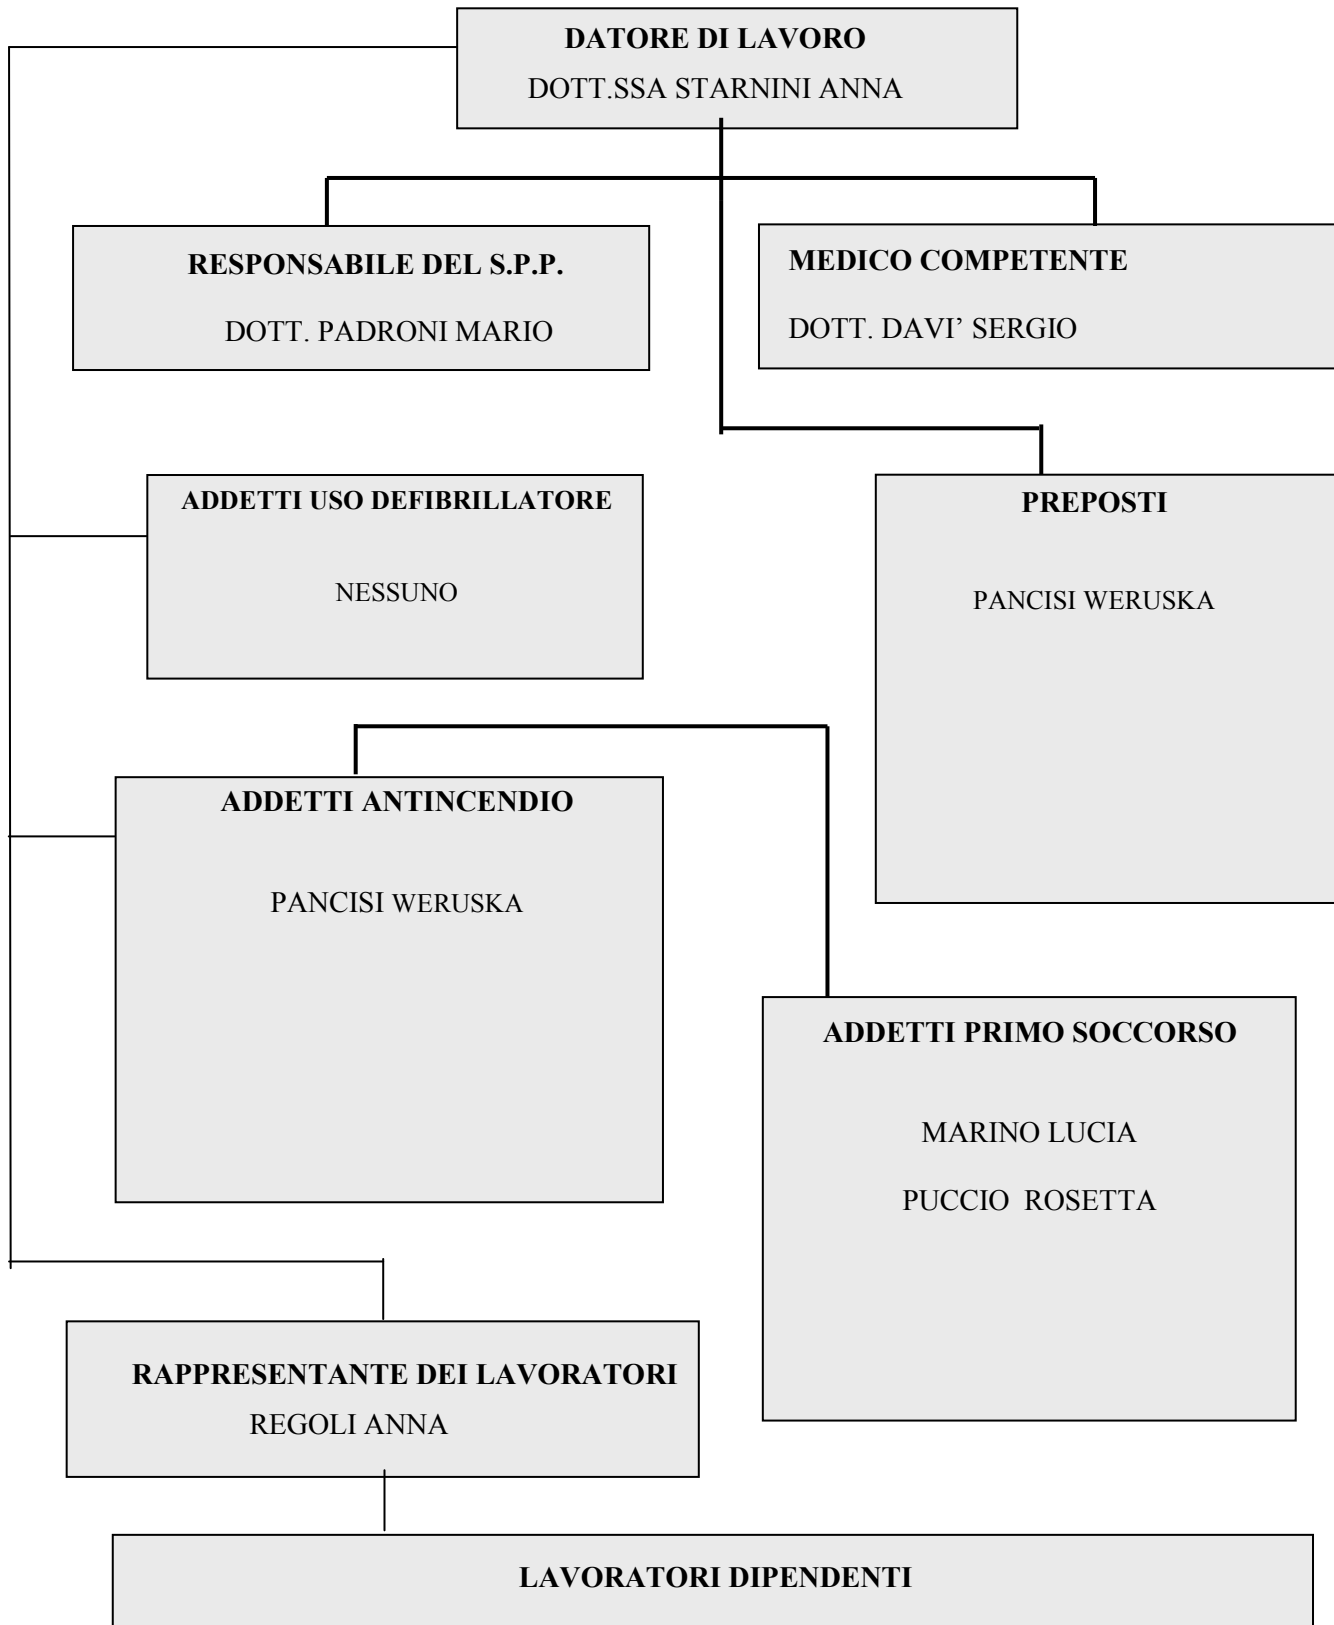 DATORE DI LAVORO
DOTT.SSA STARNINI ANNA
RESPONSABILE DEL S.P.P.
DOTT. PADRONI MARIO
MEDICO COMPETENTE
DOTT. DAVI’ SERGIO
ADDETTI USO DEFIBRILLATORE
NESSUNO
PREPOSTI
PANCISI WERUSKA
ADDETTI ANTINCENDIO
PANCISI WERUSKA
ADDETTI PRIMO SOCCORSO
MARINO LUCIA
PUCCIO ROSETTA
RAPPRESENTANTE DEI LAVORATORI
REGOLI ANNA
LAVORATORI DIPENDENTI